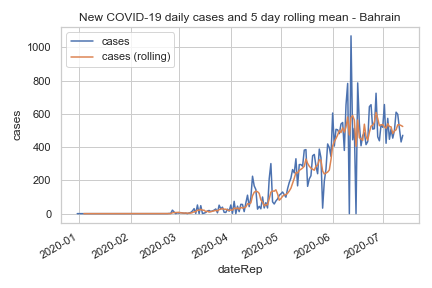 New COVID-19 daily cases and 5 day rolling mean - Bahrain
cases
cases (rolling)
1000
800
600
400
200
0
cases
2020-01
2020-02
2020-03
2020-04
2020-05
2020-06
2020-07
dateRep